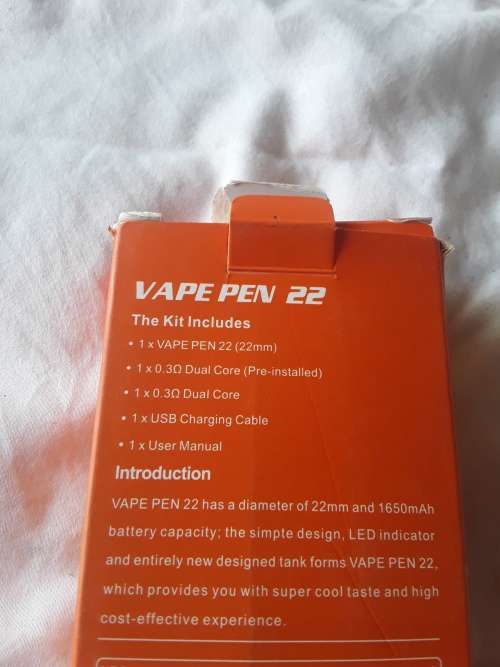 VAPE PEN 22
The Kit Includes
• 1 x VAPE PEN 22 (22mm)
• 1 x 0.3Ω Dual Core (Pre-installed)
• 1 x 0.3Ω Dual Core
• 1 x USB Charging Cable
• 1 x User Manual
Introduction
VAPE PEN 22 has a diameter of 22mm and 1650mAh
battery capacity; the simpte design, LED indicator
and entirely new designed tank forms VAPE PEN 22,
which provides you with super cool taste and high
cost-effective experience.